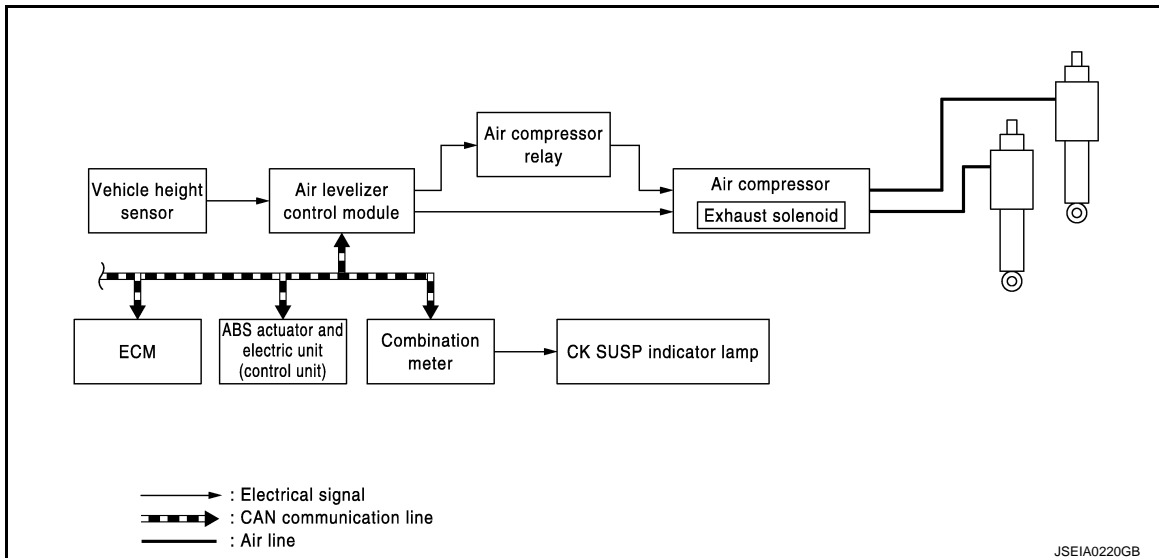 Air compressor
relay
Vehicle height
sensor
Air levelizer
control module
Air compressor
Exhaust solenoid
ECM
ABS actuator and
electric unit
(control unit)
Combination
meter
CK SUSP indicator lamp
: Electrical signal
: CAN communication line
: Air line
JSEIA0220GB